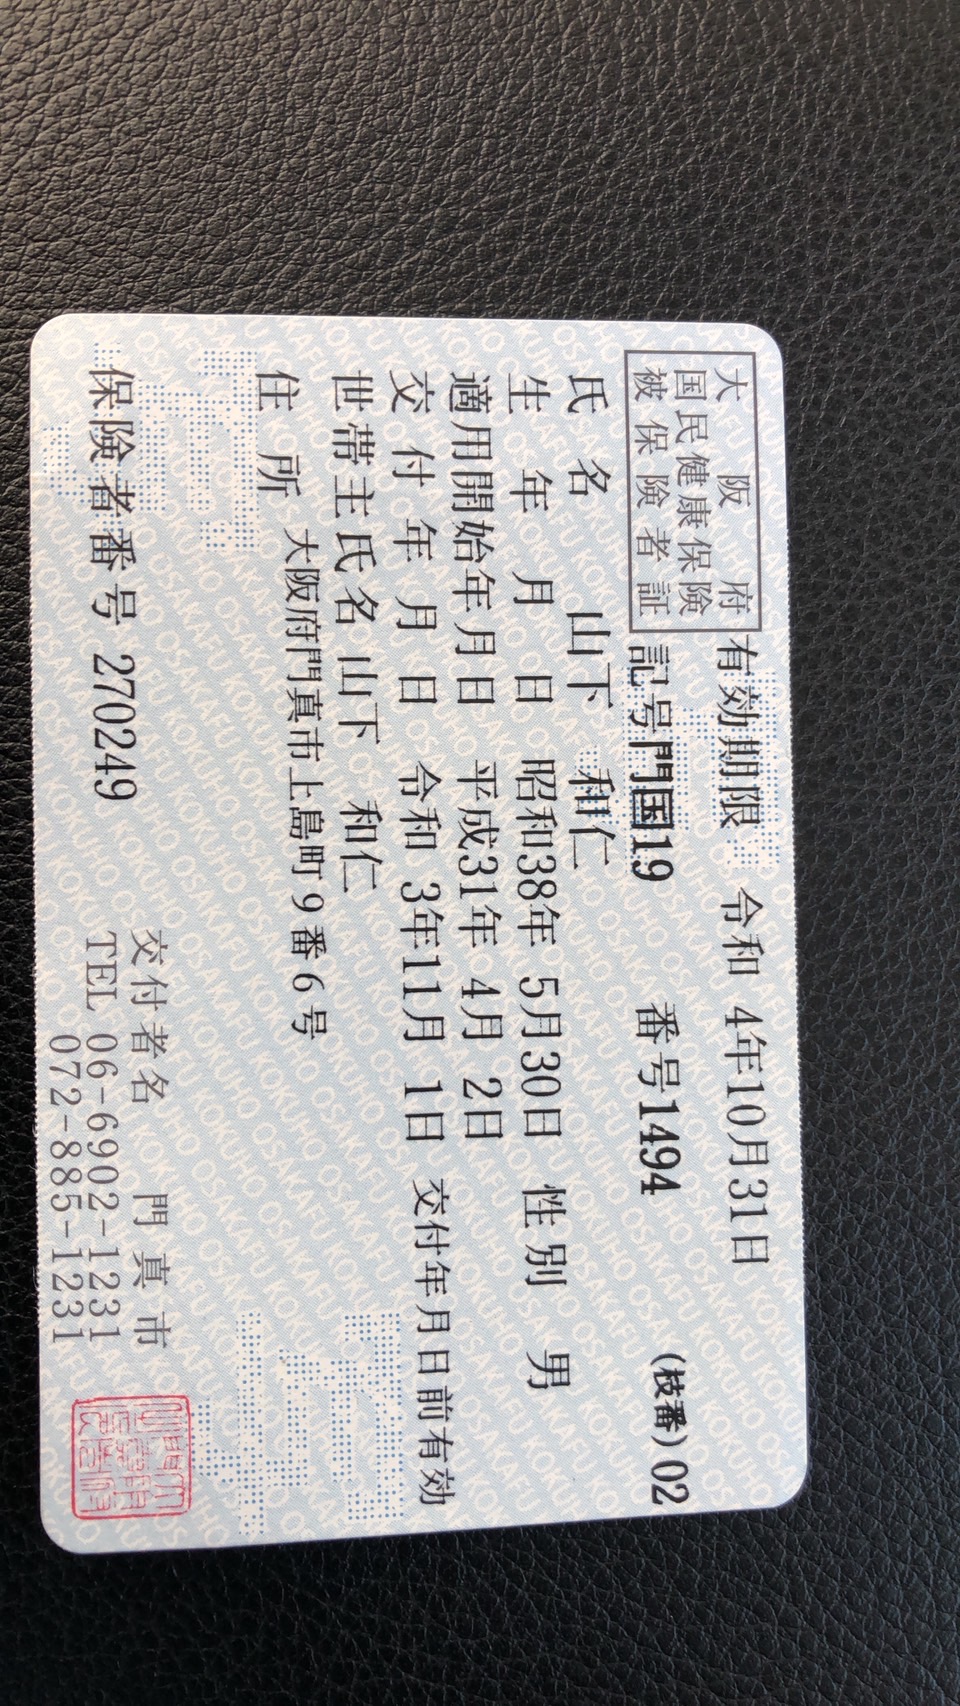 大阪府
国民健康保険
被保険者証
有効期限 令和 4年10月31日
記号門国19 番号1494 (枝番)02
氏名 山下 和仁
生年月日 昭和38年 5月30日 性別 男
適用開始年月日 平成31年 4月 2日
交付年月日 令和 3年11月 1日 交付年月日前有効
世帯主氏名 山下 和仁
住所 大阪府門真市上島町9番6号
保険者番号 270249
交付者名 門真市
TEL 06-6902-1231
072-885-1231